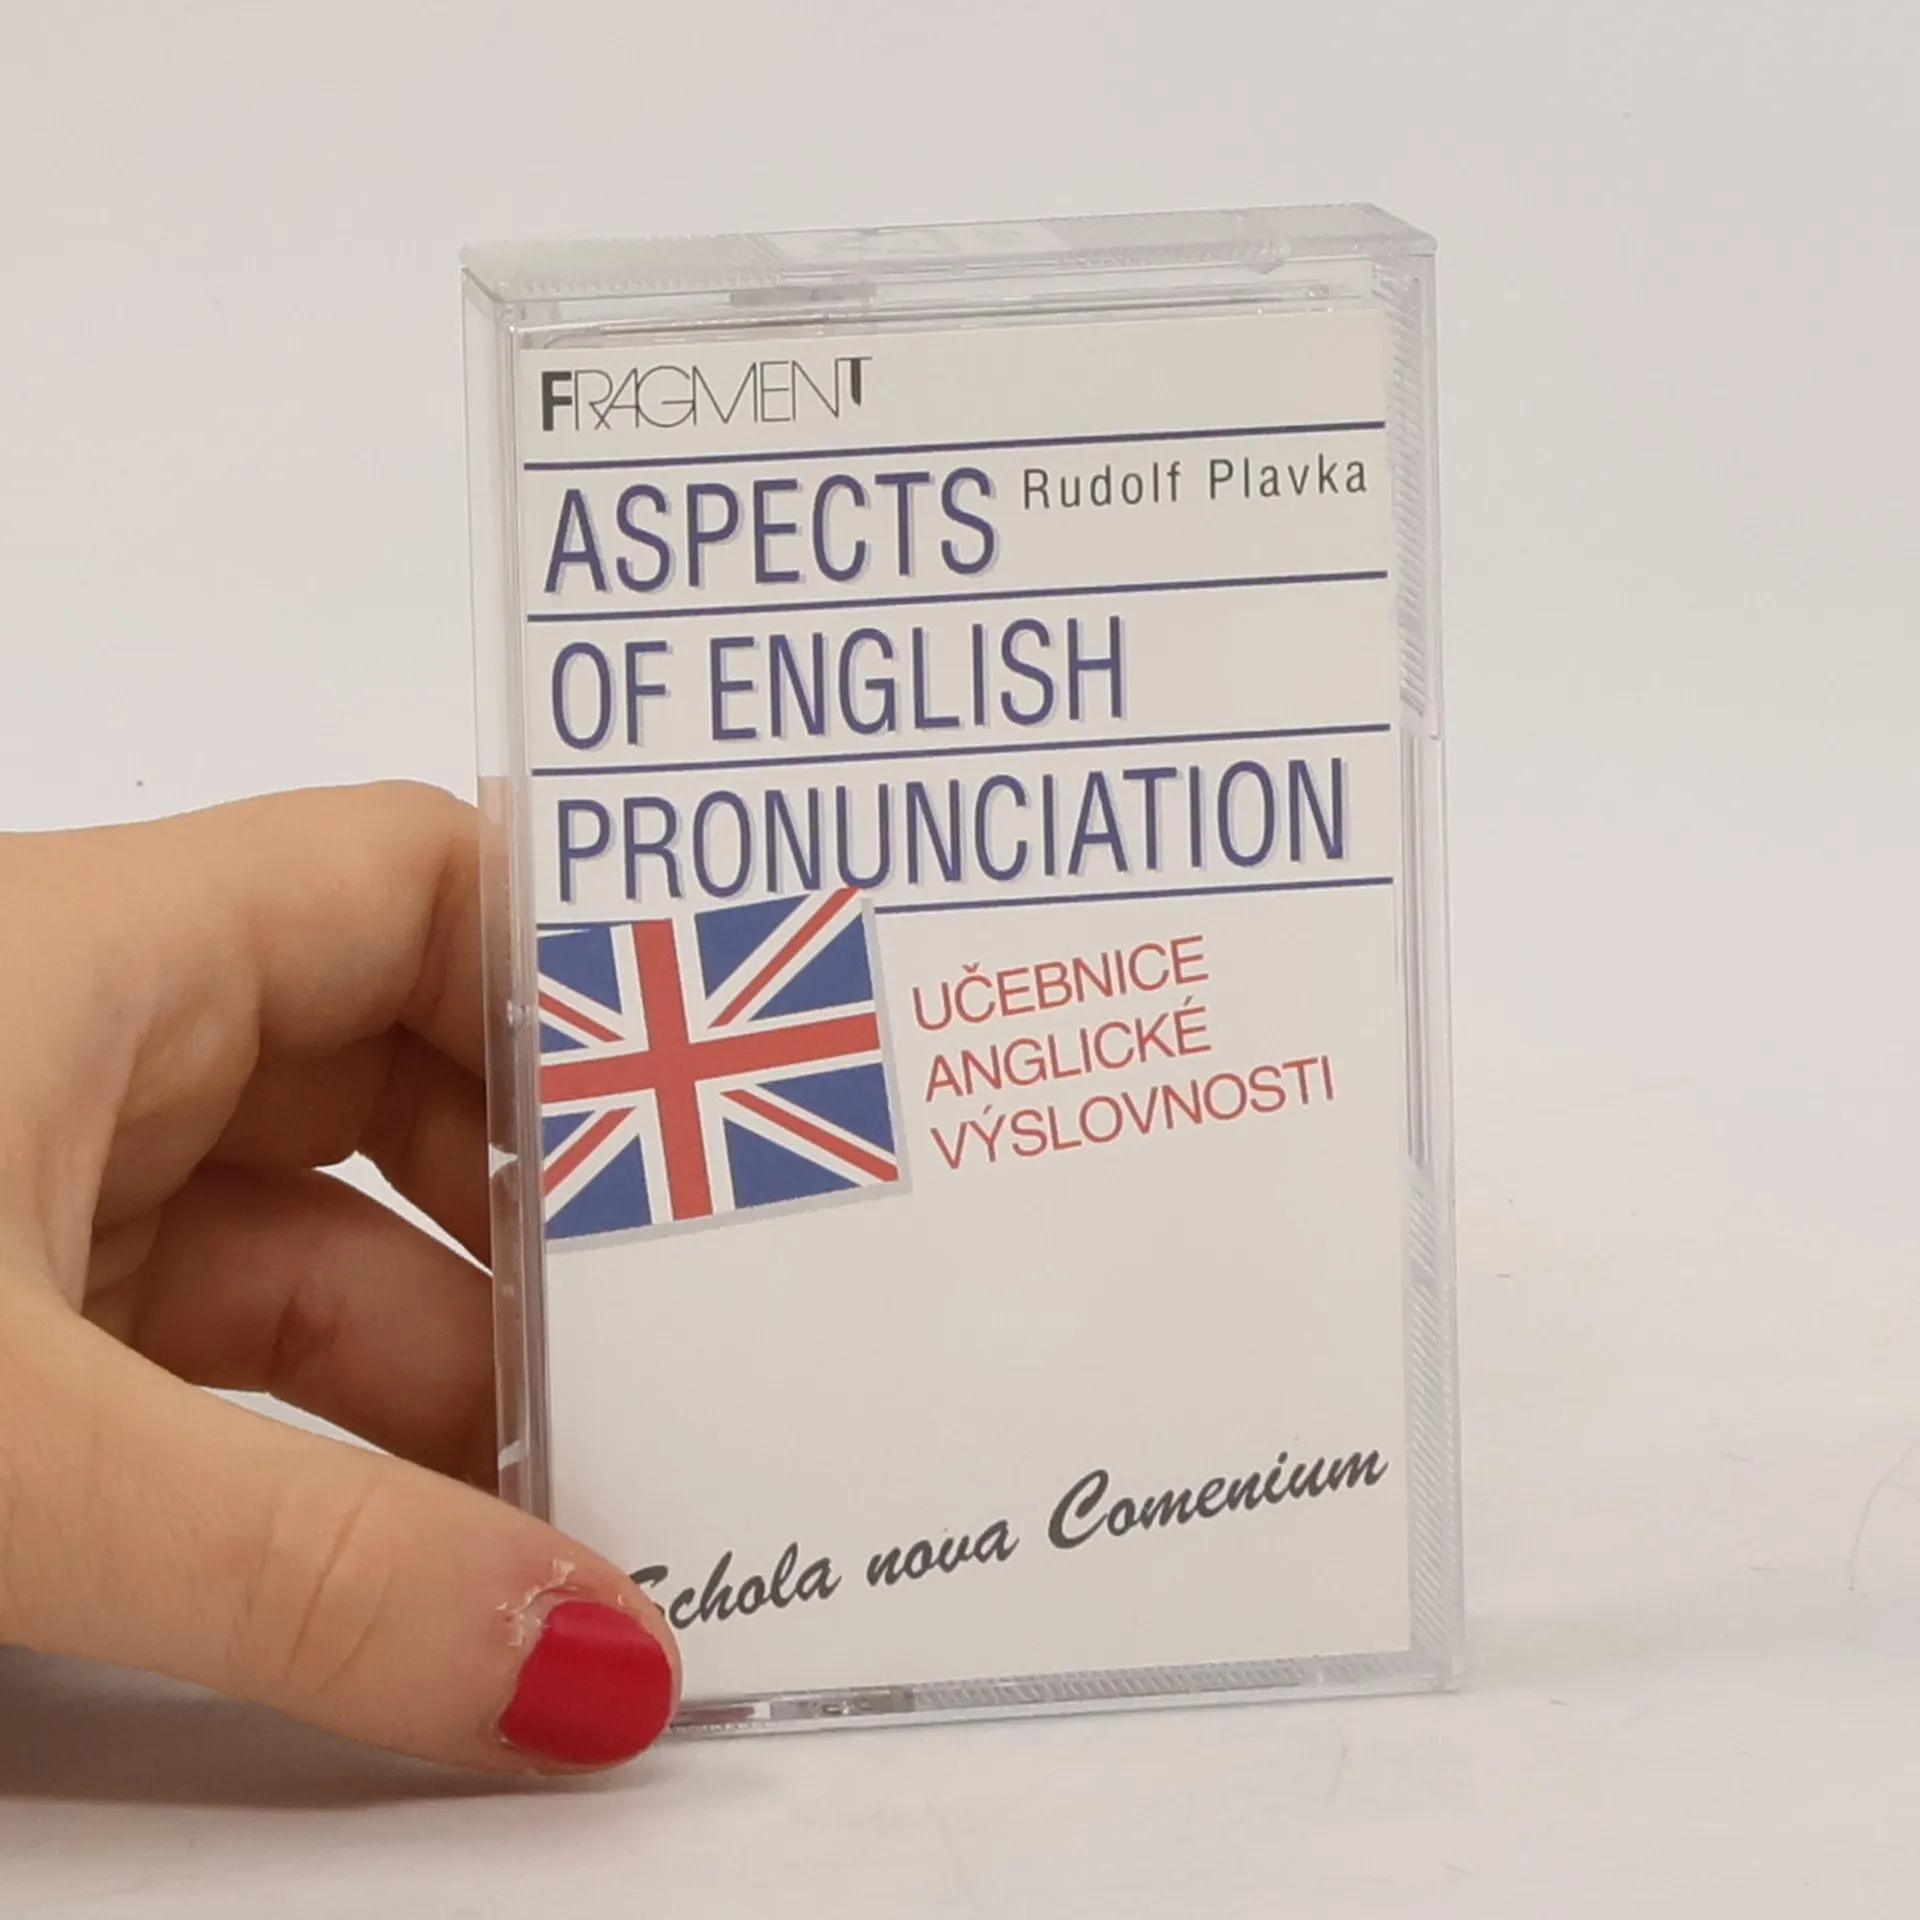 FRAGMENT
Rudolf Plavka
ASPECTS
OF ENGLISH
PRONUNCIATION
UČEBNICE
ANGLICKÉ
VÝSLOVNOSTI
Schola nova Comenium